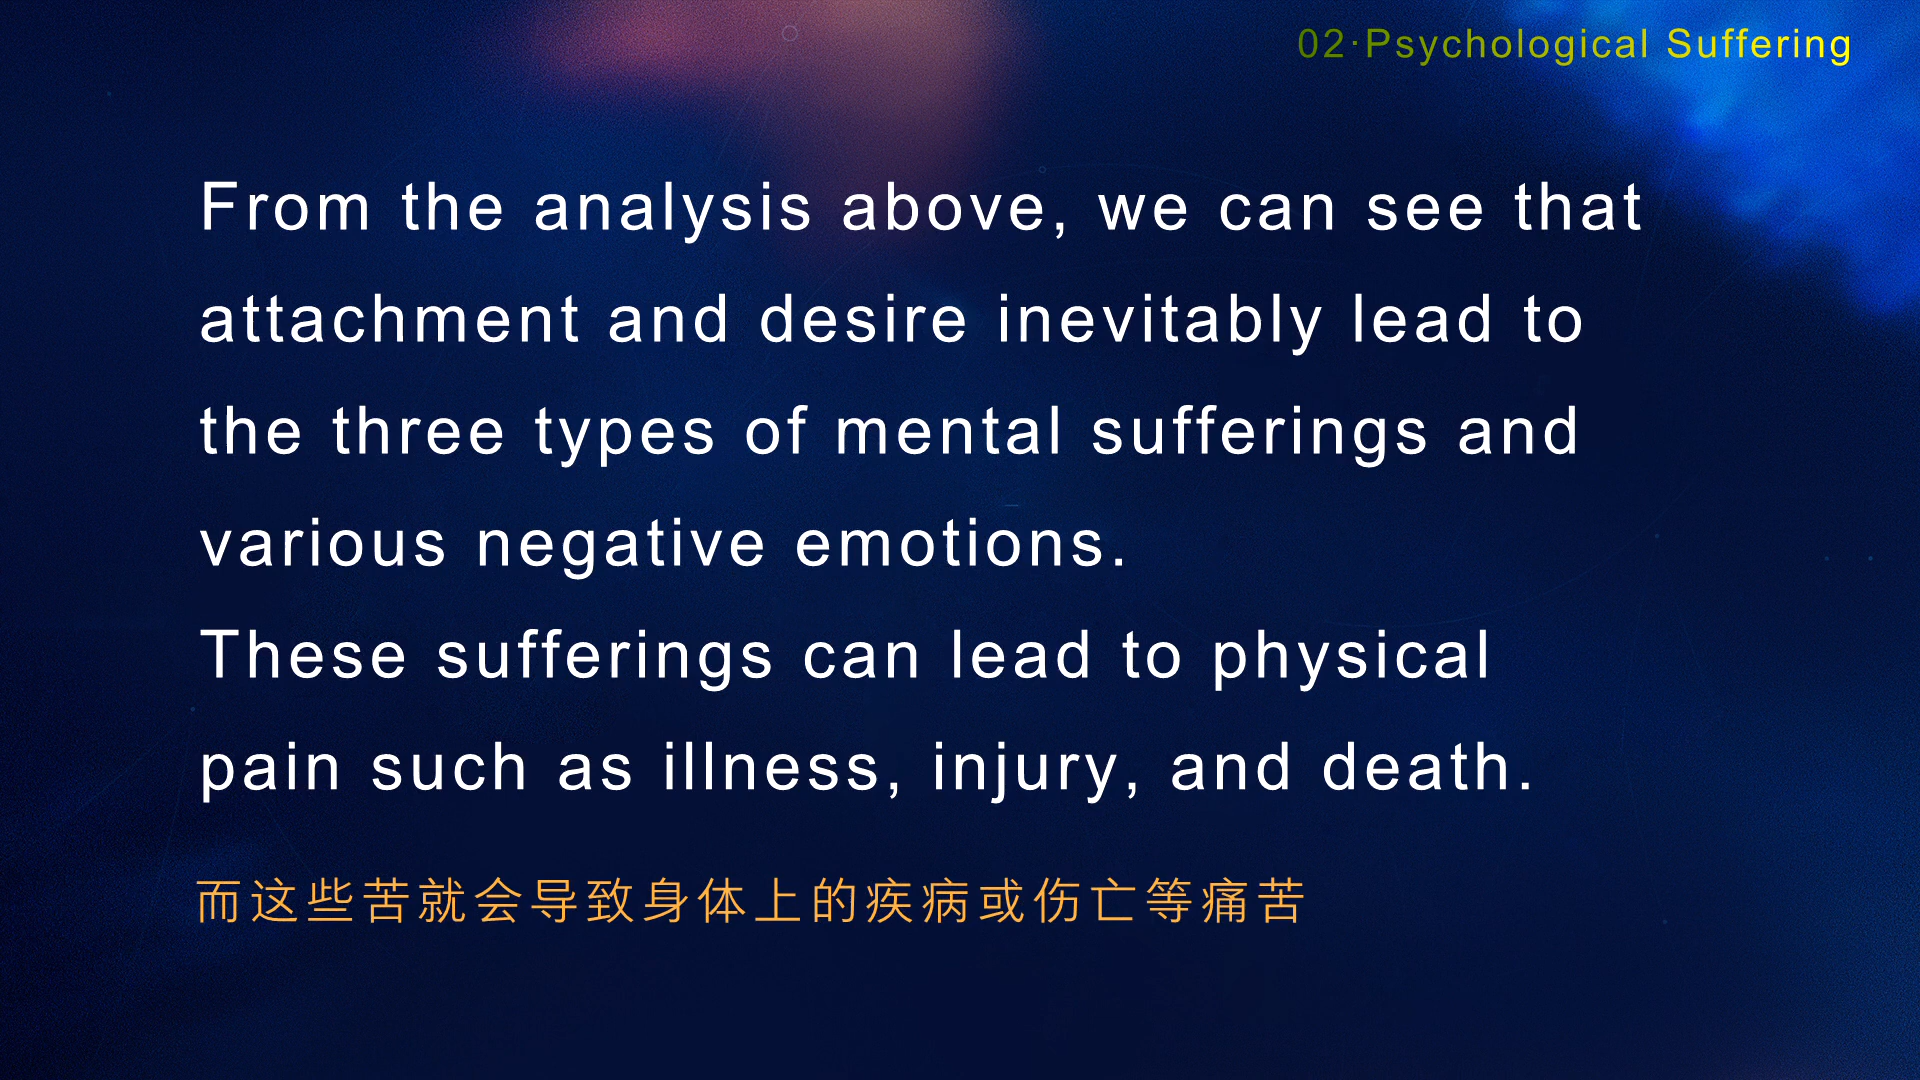 02·Psychological Suffering
From the analysis above, we can see that
attachment and desire inevitably lead to
the three types of mental sufferings and
various negative emotions.
These sufferings can lead to physical
pain such as illness, injury, and death.
而这些苦就会导致身体上的疾病或伤亡等痛苦